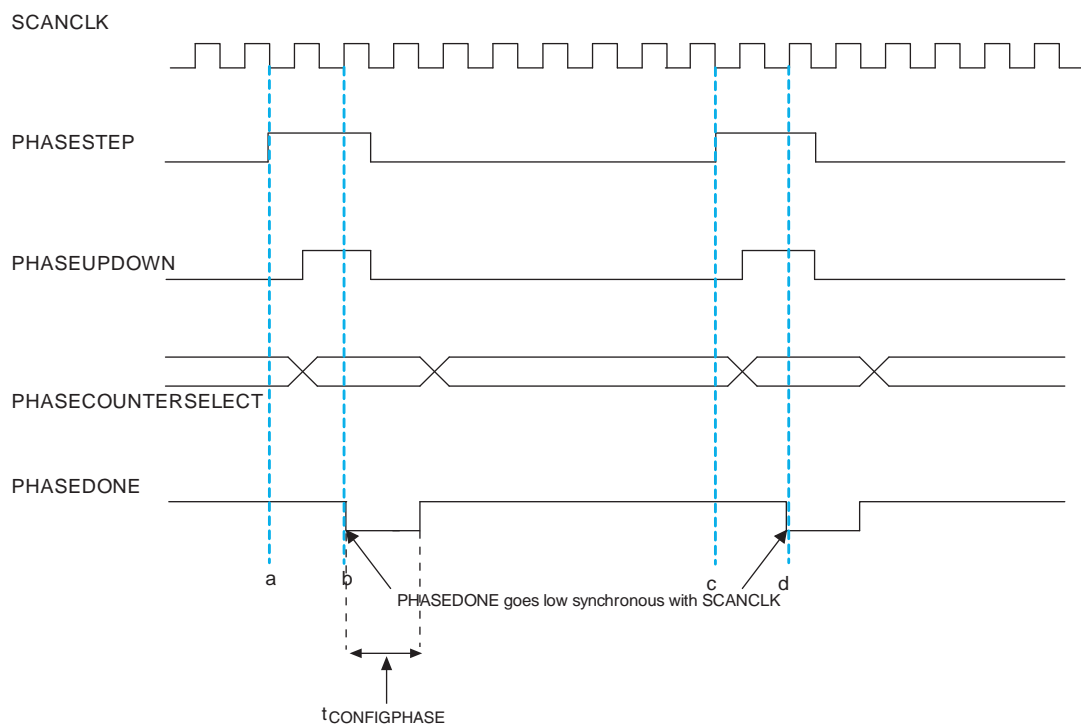 SCANCLK
PHASESTEP
PHASEUPDOWN
PHASECOUNTERSELECT
PHASEDONE
a b c d
PHASEDONE goes low synchronous with SCANCLK
tCONFIGPHASE